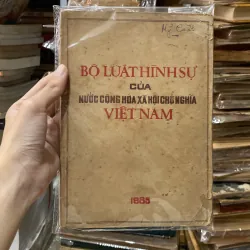 BỘ LUẬT HÌNH SỰ
CỦA
NƯỚC CỘNG HÒA XÃ HỘI CHỦ NGHĨA
VIỆT NAM
1985